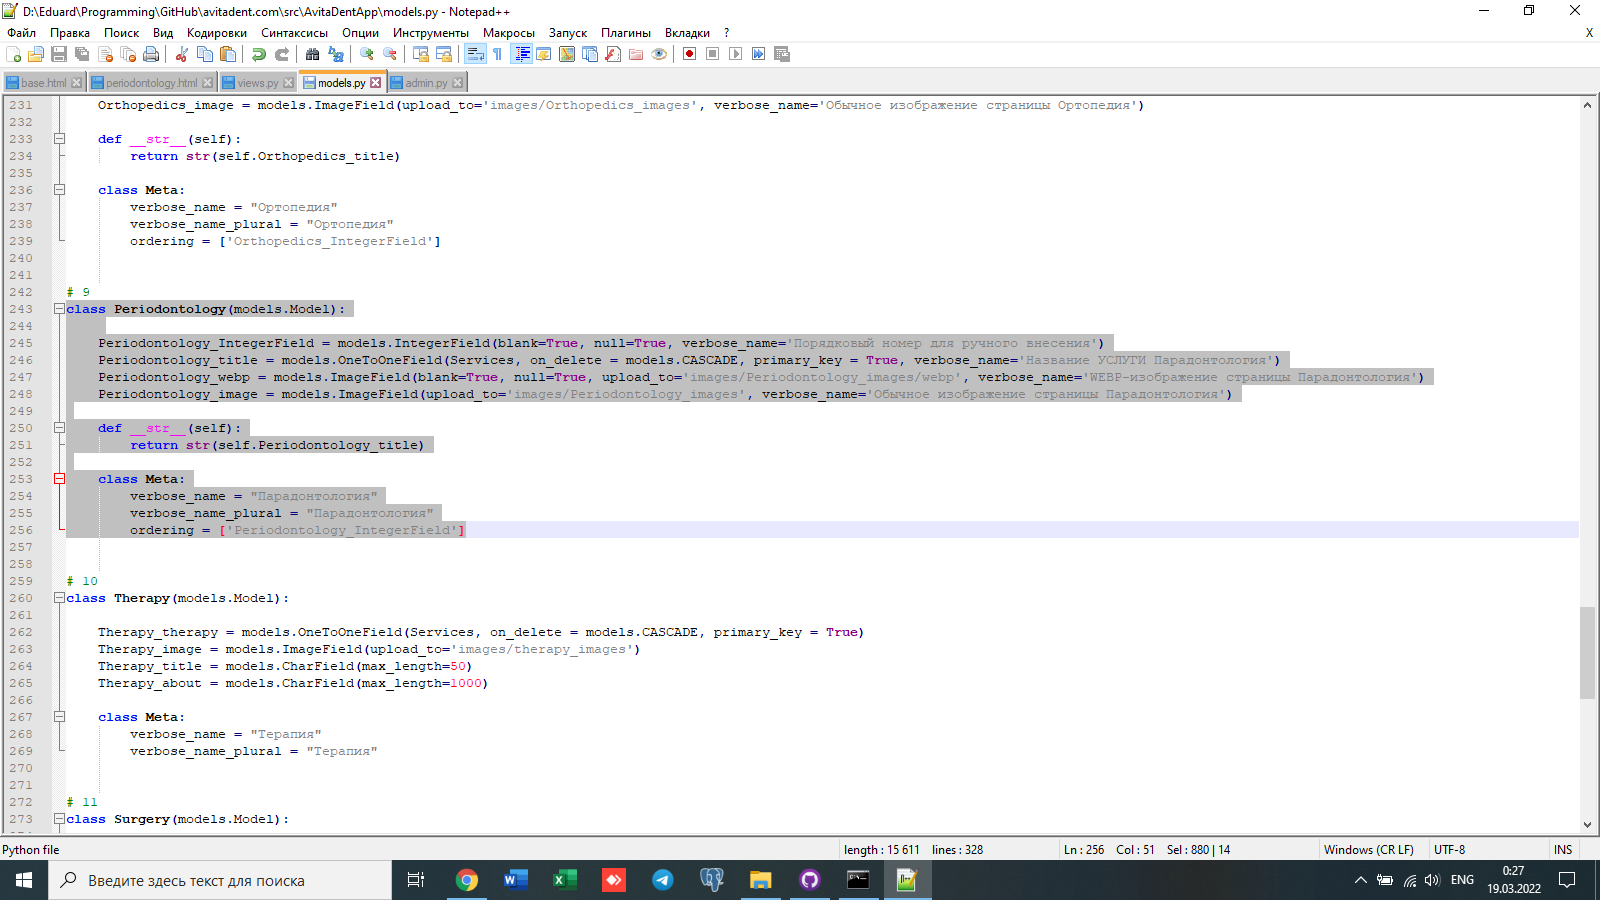 D:\Eduard\Programming\GitHub\avitadent.com\src\AvitaDentApp\models.py - Notepad++
Файл Правка Поиск Вид Кодировки Синтаксисы Опции Инструменты Макросы Запуск Плагины Вкладки ? X
base.html periodontology.html views.py models.py admin.py
231 Orthopedics_image = models.ImageField(upload_to='images/Orthopedics_images', verbose_name='Обычное изображение страницы Ортопедия')
232
233 def __str__(self):
234 return str(self.Orthopedics_title)
235
236 class Meta:
237 verbose_name = "Ортопедия"
238 verbose_name_plural = "Ортопедия"
239 ordering = ['Orthopedics_IntegerField']
240
241
242 # 9
243 class Periodontology(models.Model):
244
245 Periodontology_IntegerField = models.IntegerField(blank=True, null=True, verbose_name='Порядковый номер для ручного внесения')
246 Periodontology_title = models.OneToOneField(Services, on_delete = models.CASCADE, primary_key = True, verbose_name='Название УСЛУГИ Парадонтология')
247 Periodontology_webp = models.ImageField(blank=True, null=True, upload_to='images/Periodontology_images/webp', verbose_name='WEBP-изображение страницы Парадонтология')
248 Periodontology_image = models.ImageField(upload_to='images/Periodontology_images', verbose_name='Обычное изображение страницы Парадонтология')
249
250 def __str__(self):
251 return str(self.Periodontology_title)
252
253 class Meta:
254 verbose_name = "Парадонтология"
255 verbose_name_plural = "Парадонтология"
256 ordering = ['Periodontology_IntegerField']
257
258
259 # 10
260 class Therapy(models.Model):
261
262 Therapy_therapy = models.OneToOneField(Services, on_delete = models.CASCADE, primary_key = True)
263 Therapy_image = models.ImageField(upload_to='images/therapy_images')
264 Therapy_title = models.CharField(max_length=50)
265 Therapy_about = models.CharField(max_length=1000)
266
267 class Meta:
268 verbose_name = "Терапия"
269 verbose_name_plural = "Терапия"
270
271
272 # 11
273 class Surgery(models.Model):
Python file length : 15 611 lines : 328 Ln : 256 Col : 51 Sel : 880 | 14 Windows (CR LF) UTF-8 INS
Введите здесь текст для поиска ENG 0:27
19.03.2022